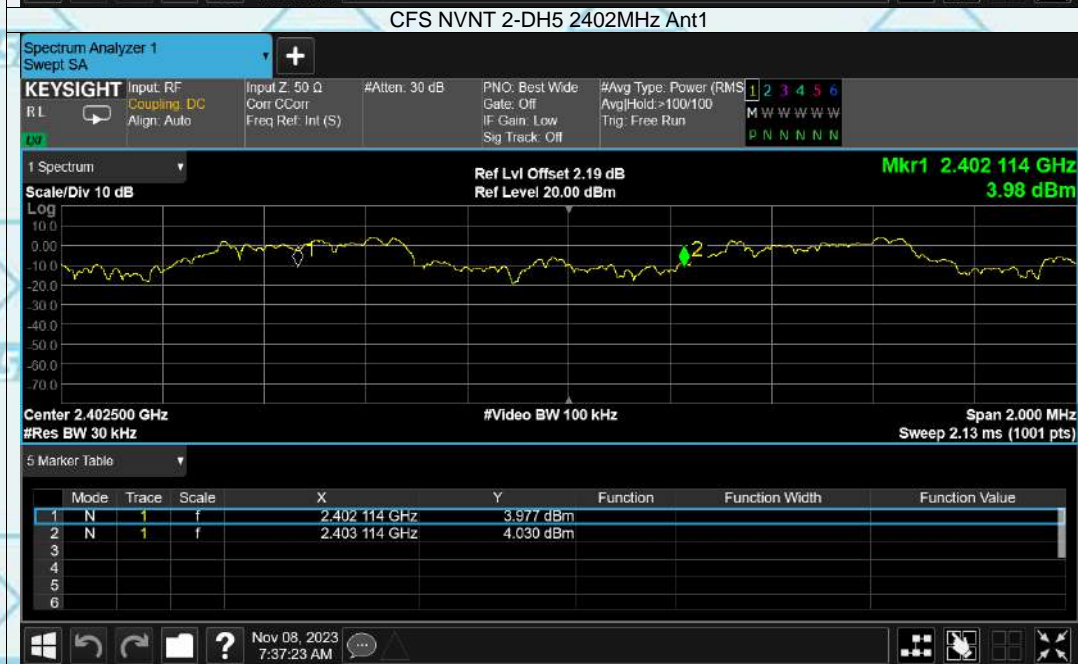 CFS NVNT 2-DH5 2402MHz Ant1
Spectrum Analyzer 1
Swept SA
+
KEYSIGHT Input: RF Input Z: 50 Ω #Atten: 30 dB PNO: Best Wide #Avg Type: Power (RMS 1 2 3 4 5 6
R L Coupling: DC Corr CCorr Gate: Off Avg|Hold: >100/100 M W W W W W
Align: Auto Freq Ref: Int (S) IF Gain: Low Trig: Free Run
LXI Sig Track: Off P N N N N N
1 Spectrum Ref Lvl Offset 2.19 dB Mkr1 2.402 114 GHz
Scale/Div 10 dB Ref Level 20.00 dBm 3.98 dBm
Log
10.0
0.00
-10.0
-20.0
-30.0
-40.0
-50.0
-60.0
-70.0
1
2
Center 2.402500 GHz #Video BW 100 kHz Span 2.000 MHz
#Res BW 30 kHz Sweep 2.13 ms (1001 pts)
5 Marker Table
Mode Trace Scale X Y Function Function Width Function Value
1 N 1 f 2.402 114 GHz 3.977 dBm
2 N 1 f 2.403 114 GHz 4.030 dBm
3
4
5
6
? Nov 08, 2023
7:37:23 AM